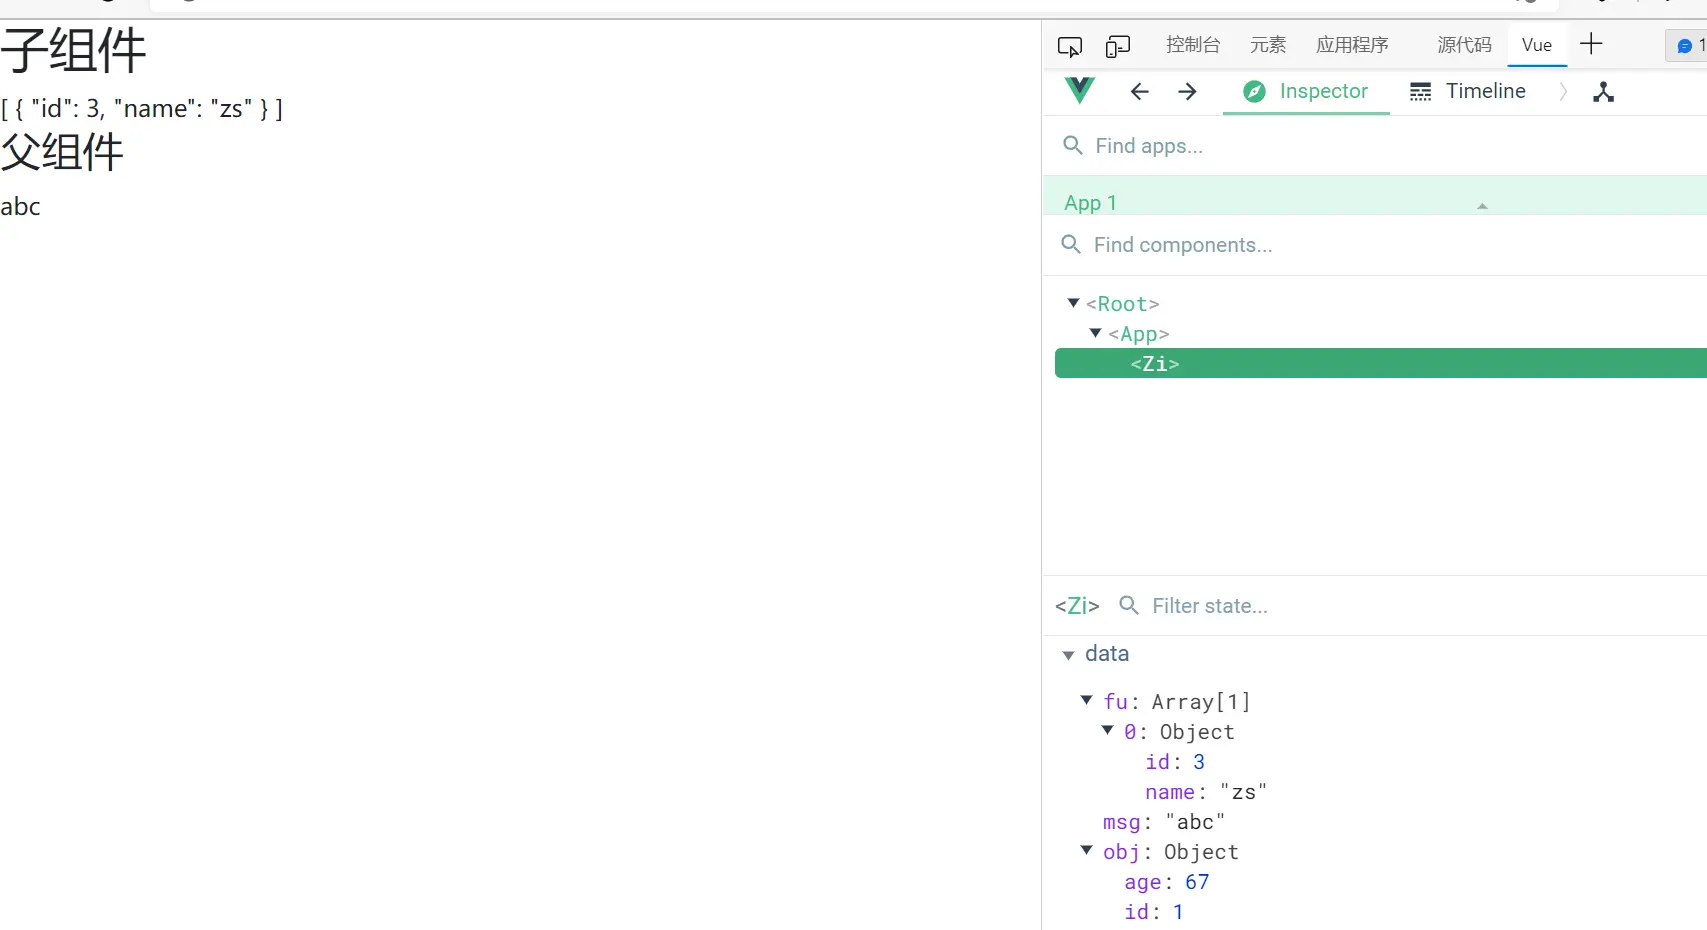 子组件
[ { "id": 3, "name": "zs" } ]
父组件
abc
控制台 元素 应用程序 源代码 Vue 1
Inspector Timeline
Find apps...
App 1
Find components...
<Root>
<App>
<Zi>
<Zi> Filter state...
data
fu: Array[1]
0: Object
id: 3
name: "zs"
msg: "abc"
obj: Object
age: 67
id: 1